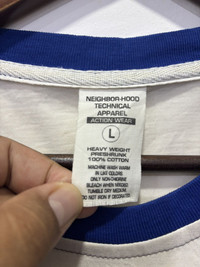 NEIGHBOR-HOOD
TECHNICAL
APPAREL
ACTION WEAR
L
HEAVY WEIGHT
PRESHRUNK
100% COTTON
MACHINE WASH WARM
IN LIKE COLORS
ONLY NON-CHLORINE
BLEACH WHEN NEEDED
TUMBLE DRY MEDIUM
DO NOT IRON IF DECORATED